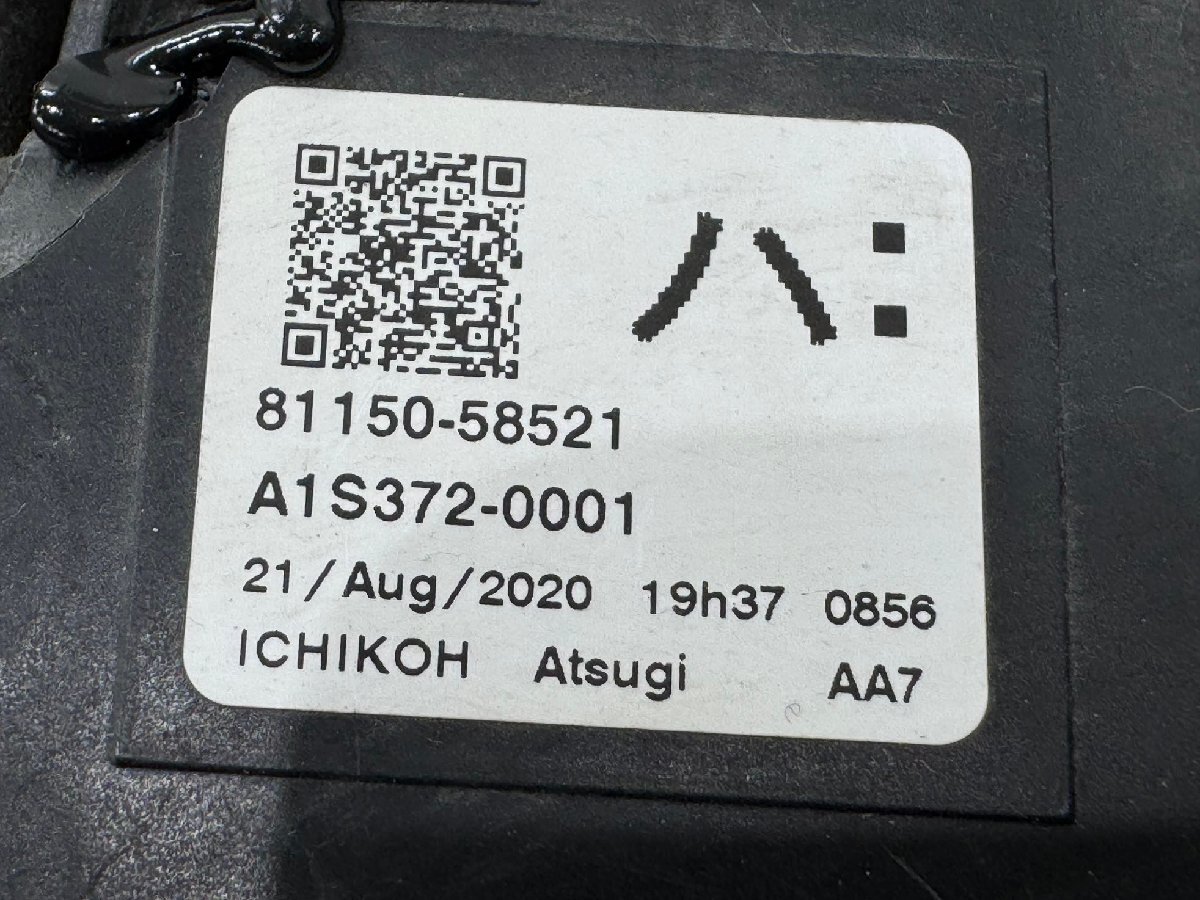 ハ:
81150-58521
A1S372-0001
21/Aug/2020 19h37 0856
ICHIKOH Atsugi AA7